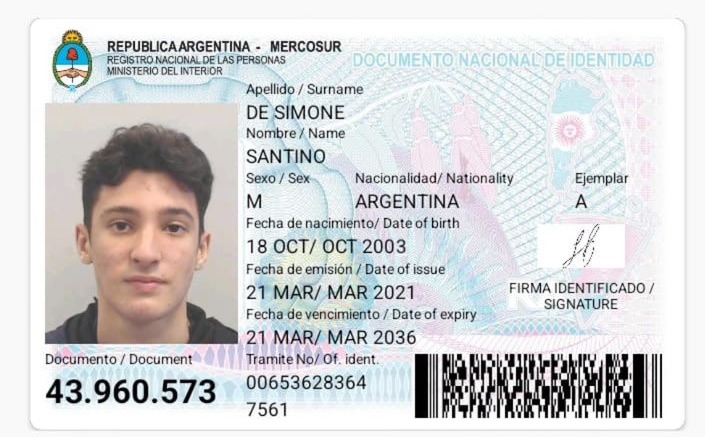 REPUBLICA ARGENTINA - MERCOSUR
REGISTRO NACIONAL DE LAS PERSONAS
MINISTERIO DEL INTERIOR
DOCUMENTO NACIONAL DE IDENTIDAD
Apellido / Surname
DE SIMONE
Nombre / Name
SANTINO
Sexo / Sex Nacionalidad/ Nationality Ejemplar
M ARGENTINA A
Fecha de nacimiento/ Date of birth
18 OCT/ OCT 2003
Fecha de emisión / Date of issue
21 MAR/ MAR 2021
FIRMA IDENTIFICADO /
SIGNATURE
Fecha de vencimiento / Date of expiry
21 MAR/ MAR 2036
Documento / Document
43.960.573
Tramite No/ Of. ident.
00653628364
7561